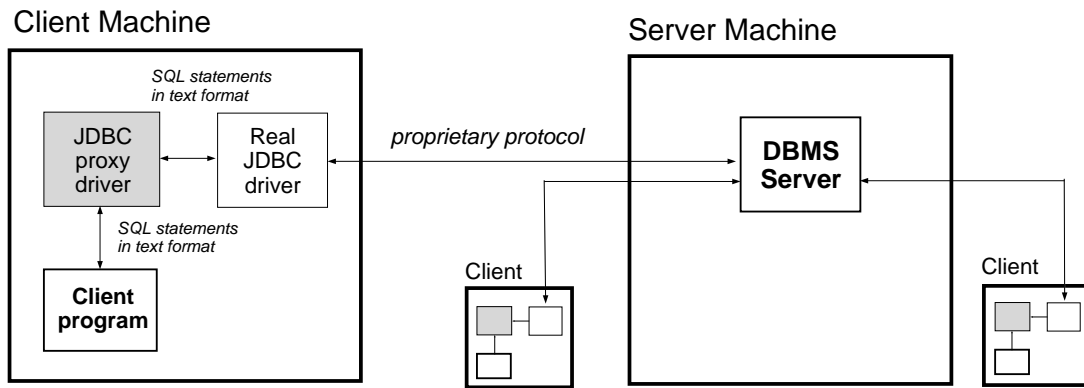 Client Machine
Server Machine
SQL statements
in text format
JDBC
proxy
driver
Real
JDBC
driver
proprietary protocol
DBMS
Server
SQL statements
in text format
Client
program
Client
Client